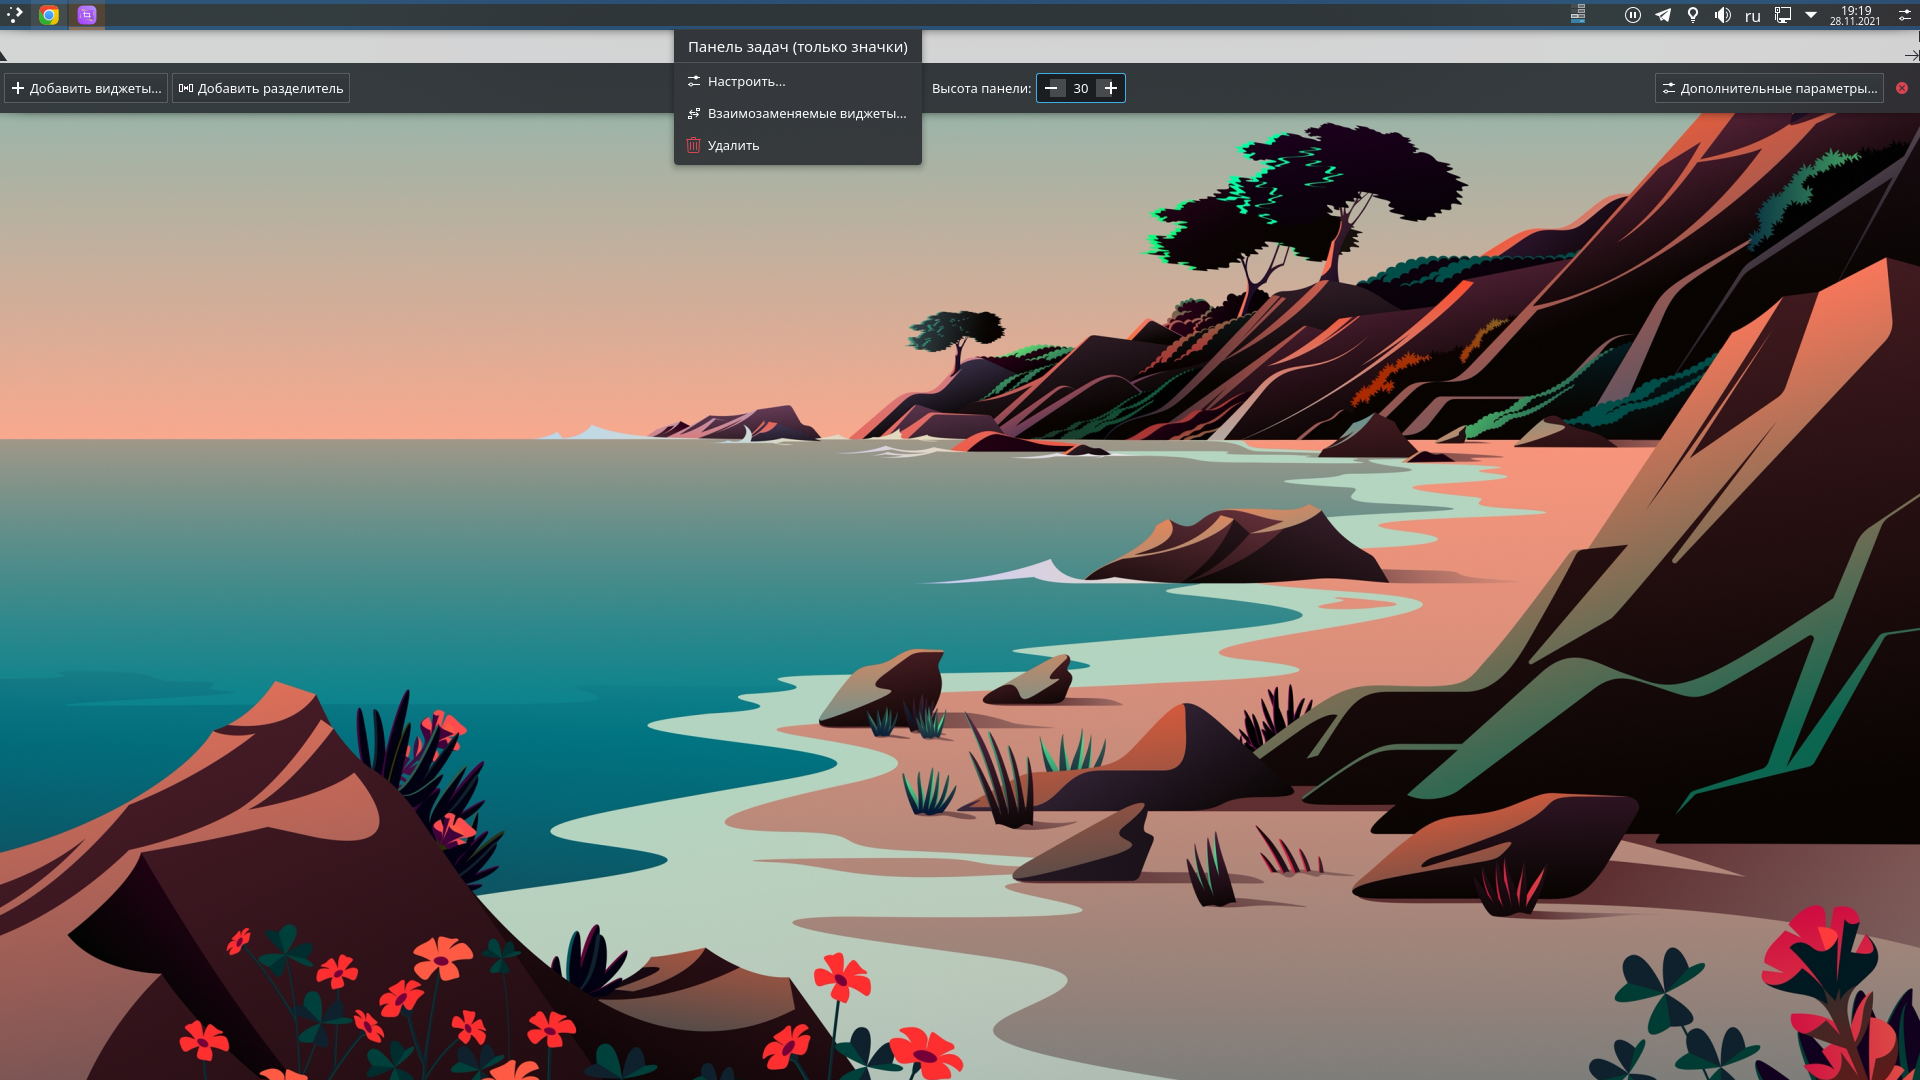 ru
19:19
28.11.2021
Панель задач (только значки)
Настроить...
Взаимозаменяемые виджеты...
Удалить
Добавить виджеты...
Добавить разделитель
Высота панели:
30
Дополнительные параметры...